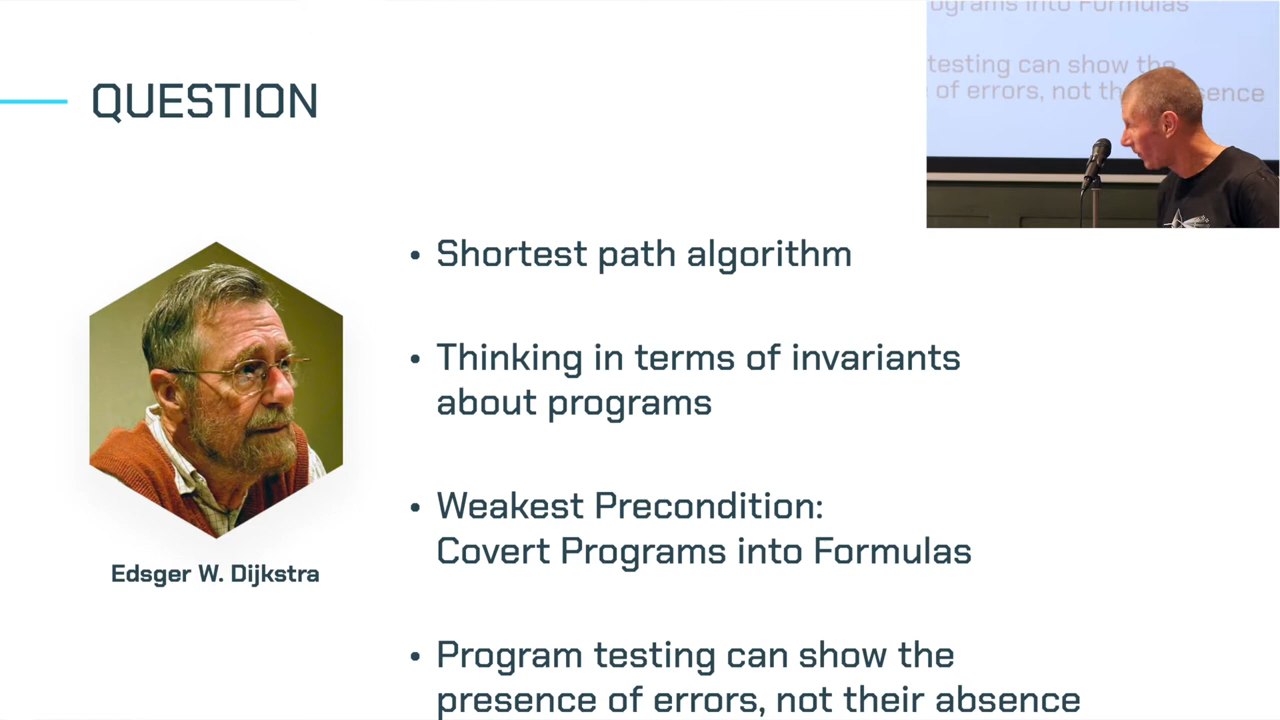 QUESTION
Shortest path algorithm
Thinking in terms of invariants
about programs
Weakest Precondition:
Covert Programs into Formulas
Program testing can show the
presence of errors, not their absence
Edsger W. Dijkstra
ograms into Formulas
testing can show the
of errors, not th sence